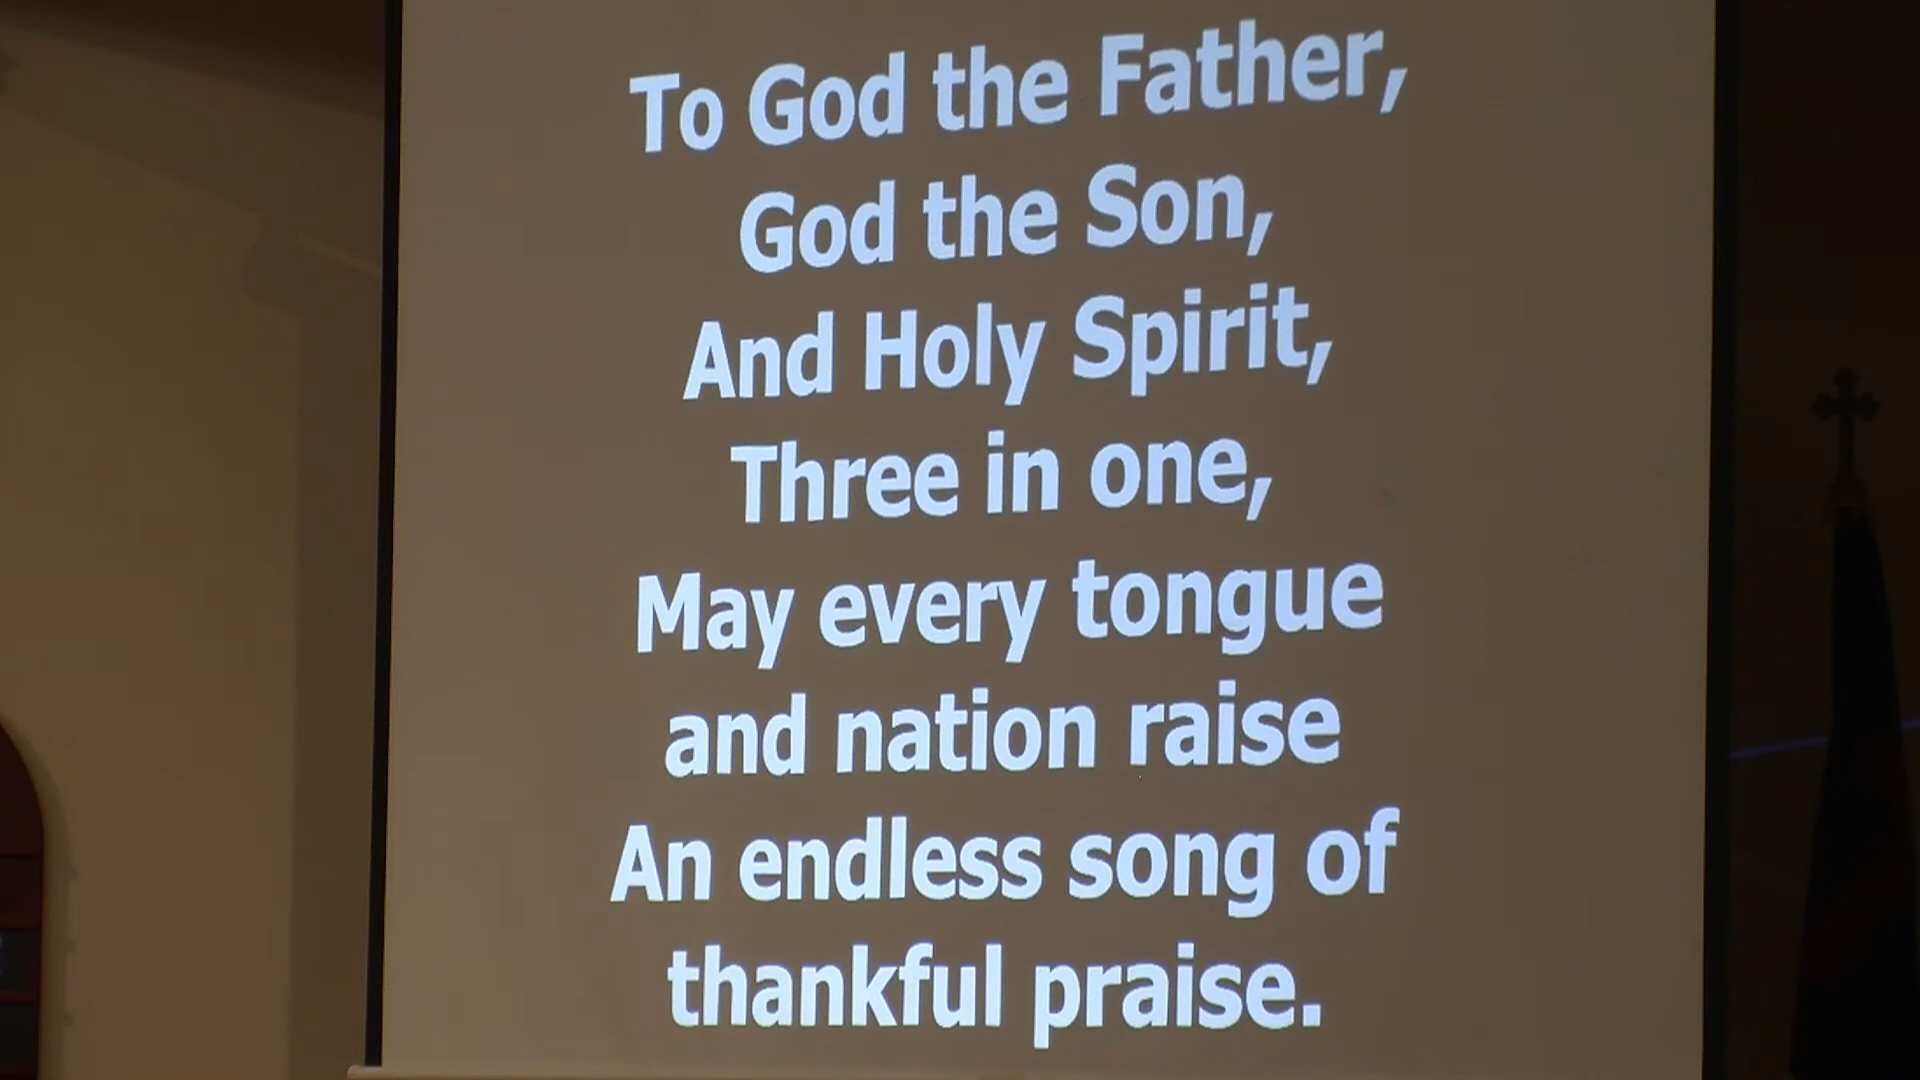 To God the Father,
God the Son,
And Holy Spirit,
Three in one,
May every tongue
and nation raise
An endless song of
thankful praise.